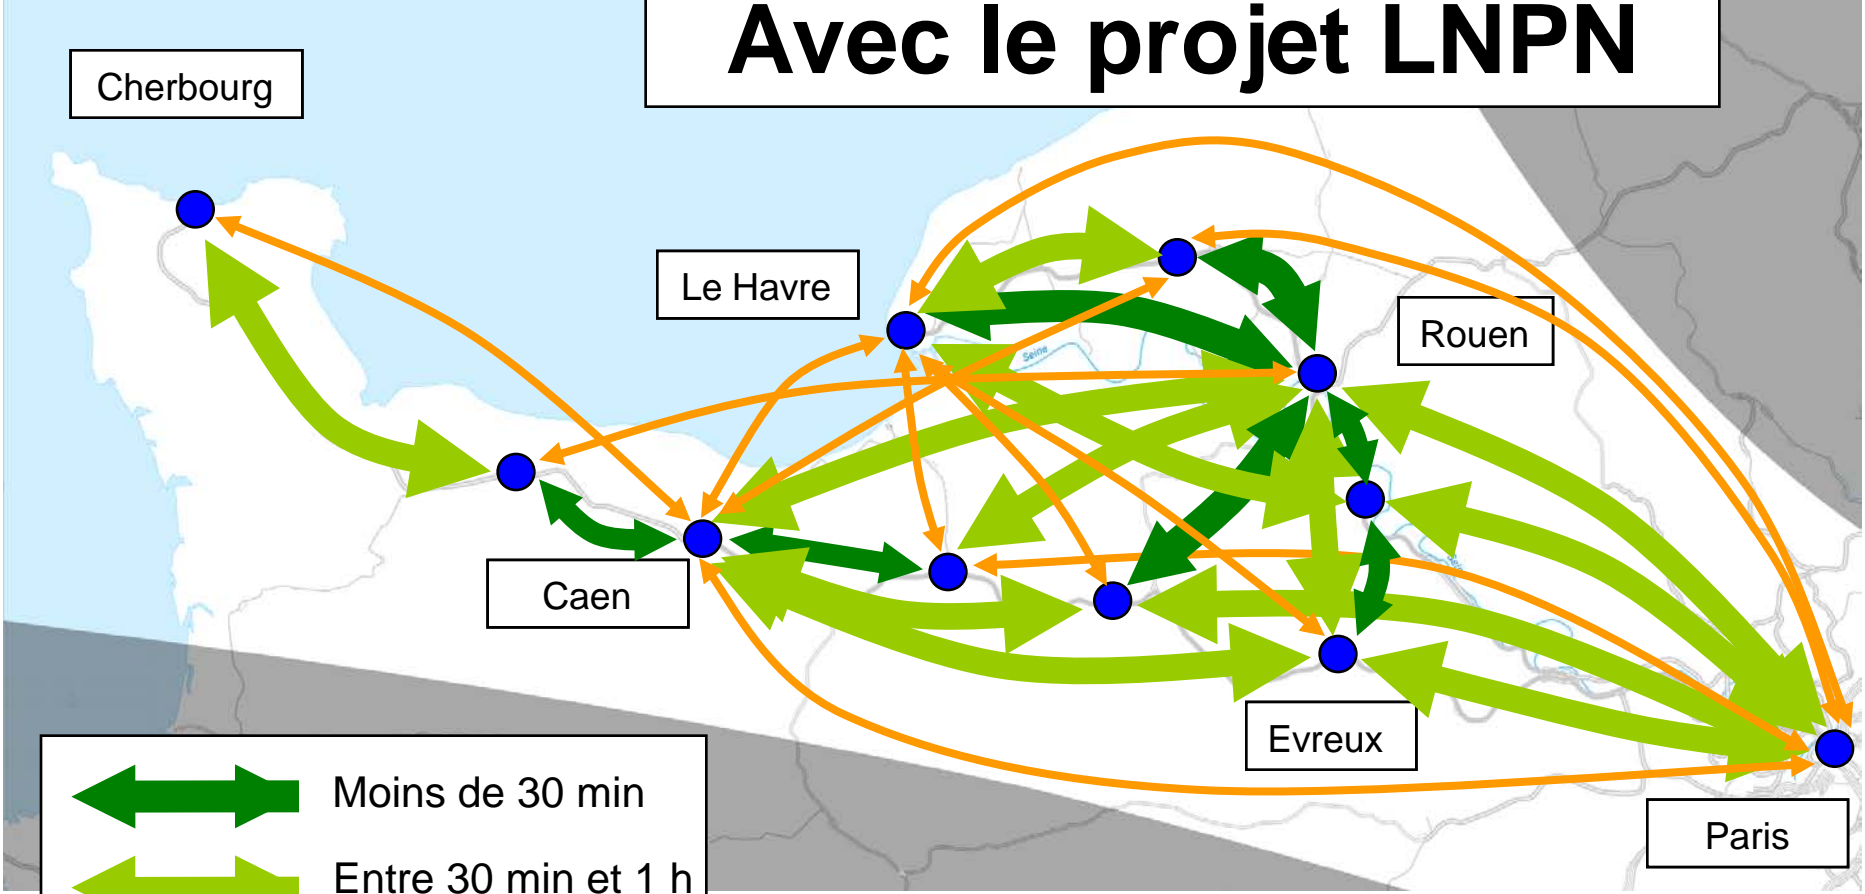 Avec le projet LNPN
Cherbourg
Le Havre
Rouen
Seine
Caen
Evreux
Paris
Moins de 30 min
Entre 30 min et 1 h